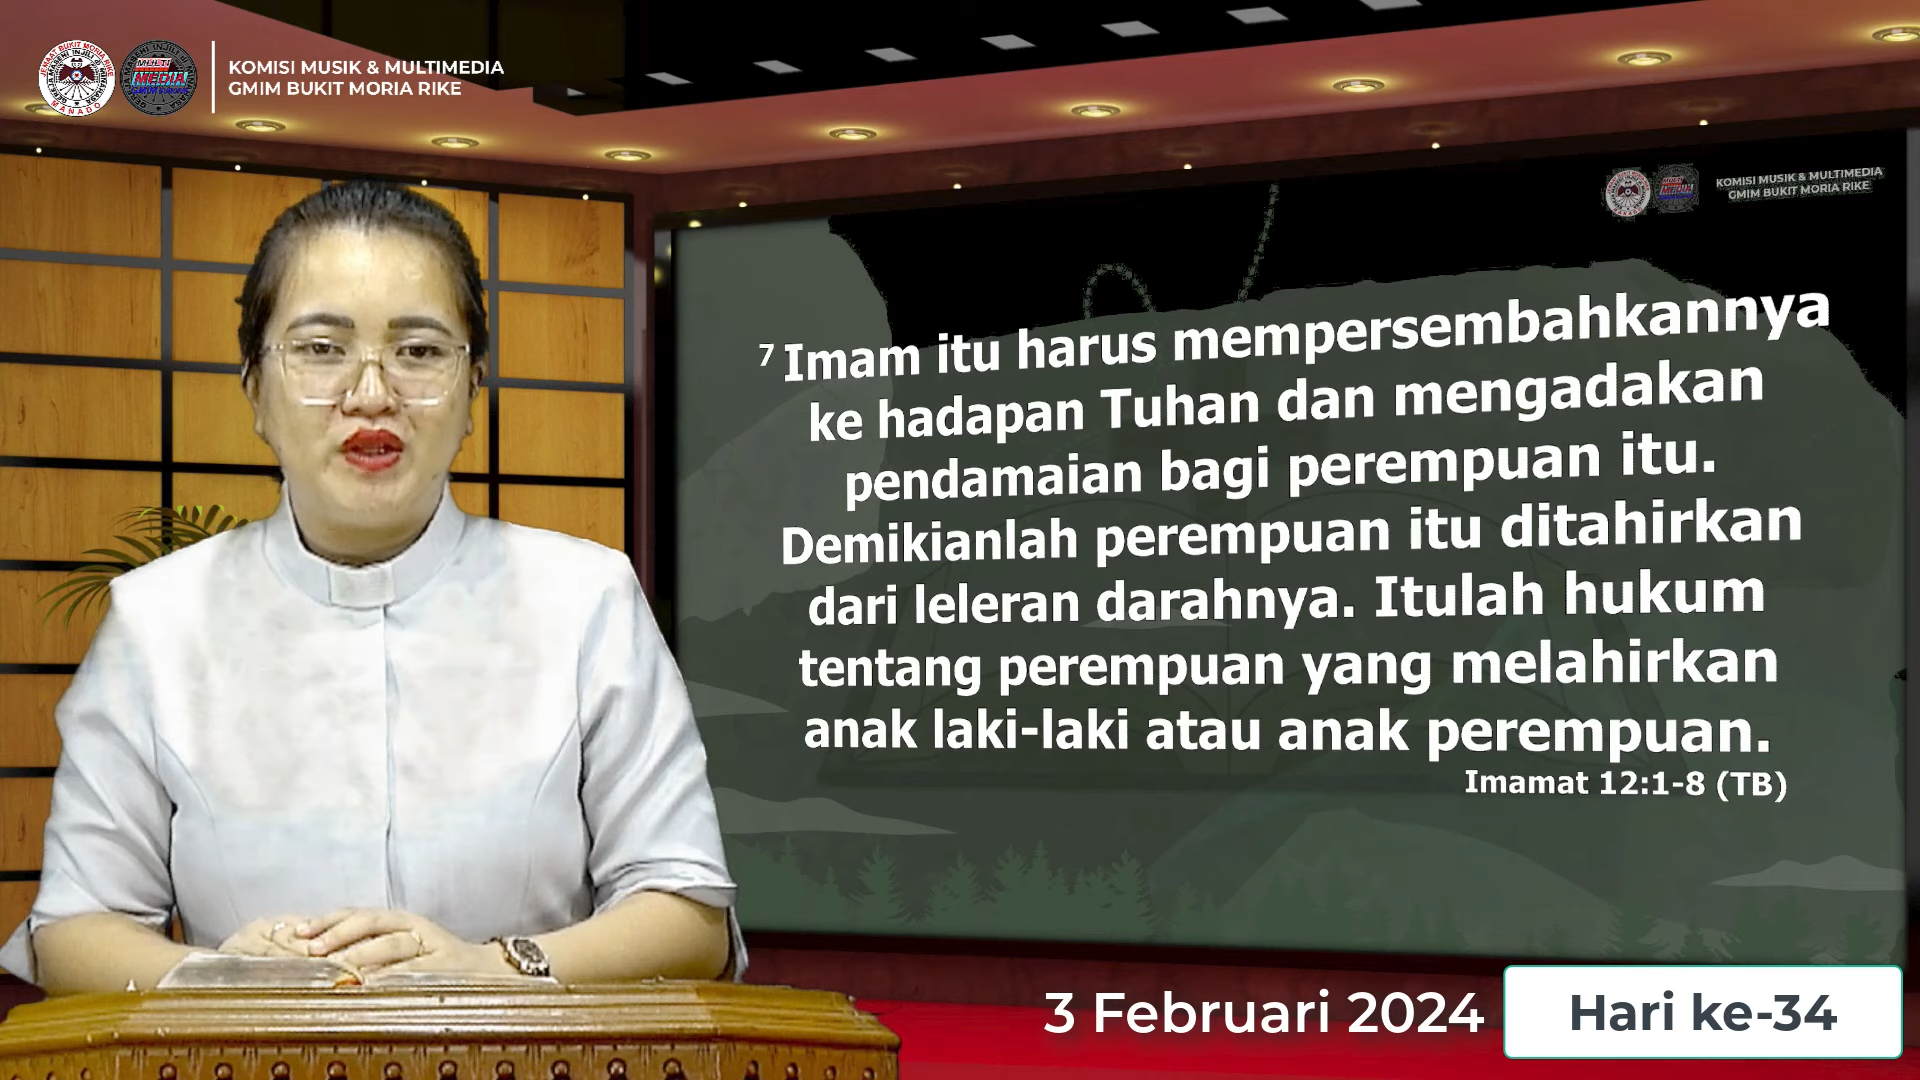 KOMISI MUSIK & MULTIMEDIA
GMIM BUKIT MORIA RIKE
KOMISI MUSIK & MULTIMEDIA
GMIM BUKIT MORIA RIKE
7 Imam itu harus mempersembahkannya
ke hadapan Tuhan dan mengadakan
pendamaian bagi perempuan itu.
Demikianlah perempuan itu ditahirkan
dari leleran darahnya. Itulah hukum
tentang perempuan yang melahirkan
anak laki-laki atau anak perempuan.
Imamat 12:1-8 (TB)
3 Februari 2024
Hari ke-34